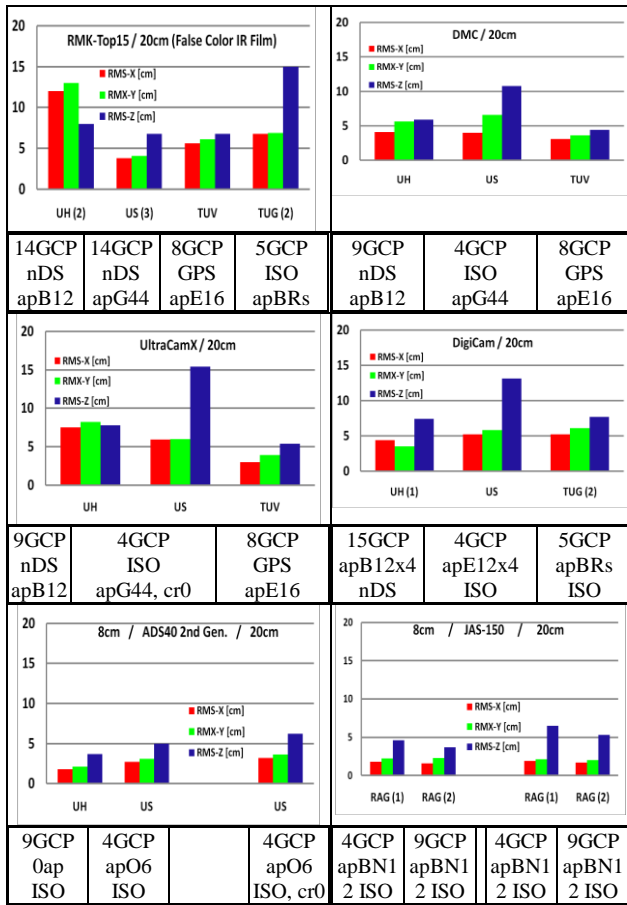 RMK-Top15 / 20cm (False Color IR Film)
20
15
10
5
0
RMS-X [cm]
RMX-Y [cm]
RMS-Z [cm]
UH (2) US (3) TUV TUG (2)
14GCP 14GCP 8GCP 5GCP
nDS nDS GPS ISO
apB12 apG44 apE16 apBRs
DMC / 20cm
20
15
10
5
0
RMS-X [cm]
RMX-Y [cm]
RMS-Z [cm]
UH US TUV
9GCP 4GCP 8GCP
nDS ISO GPS
apB12 apG44 apE16
UltraCamX / 20cm
20
15
10
5
0
RMS-X [cm]
RMX-Y [cm]
RMS-Z [cm]
UH US TUV
9GCP 4GCP 8GCP
nDS ISO GPS
apB12 apG44, cr0 apE16
DigiCam / 20cm
20
15
10
5
0
RMS-X [cm]
RMX-Y [cm]
RMS-Z [cm]
UH (1) US TUG (2)
15GCP 4GCP 5GCP
apB12x4 apE12x4 apBRs
nDS ISO ISO
8cm / ADS40 2nd Gen. / 20cm
20
15
10
5
0
RMS-X [cm]
RMX-Y [cm]
RMS-Z [cm]
UH US US
9GCP 4GCP 4GCP
0ap apO6 apO6
ISO ISO ISO, cr0
8cm / JAS-150 / 20cm
20
15
10
5
0
RMS-X [cm]
RMX-Y [cm]
RMS-Z [cm]
RAG (1) RAG (2) RAG (1) RAG (2)
4GCP 9GCP 4GCP 9GCP
apBN1 apBN1 apBN1 apBN1
2 ISO 2 ISO 2 ISO 2 ISO